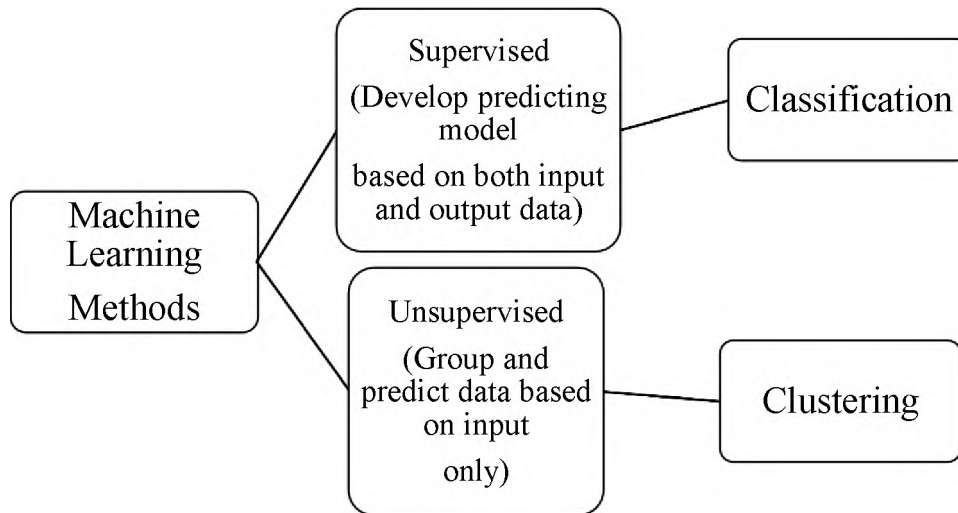 Machine
Learning
Methods
Supervised
(Develop predicting
model
based on both input
and output data)
Classification
Unsupervised
(Group and
predict data based
on input
only)
Clustering